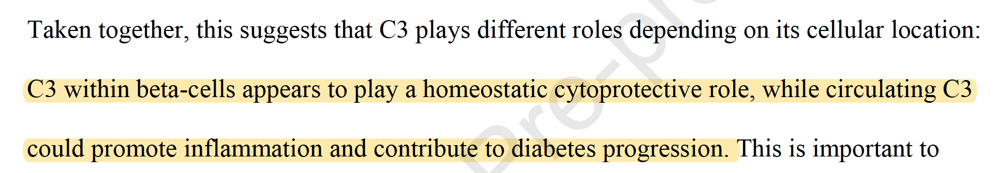 Taken together, this suggests that C3 plays different roles depending on its cellular location:
C3 within beta-cells appears to play a homeostatic cytoprotective role, while circulating C3
could promote inflammation and contribute to diabetes progression. This is important to
Pre-pr